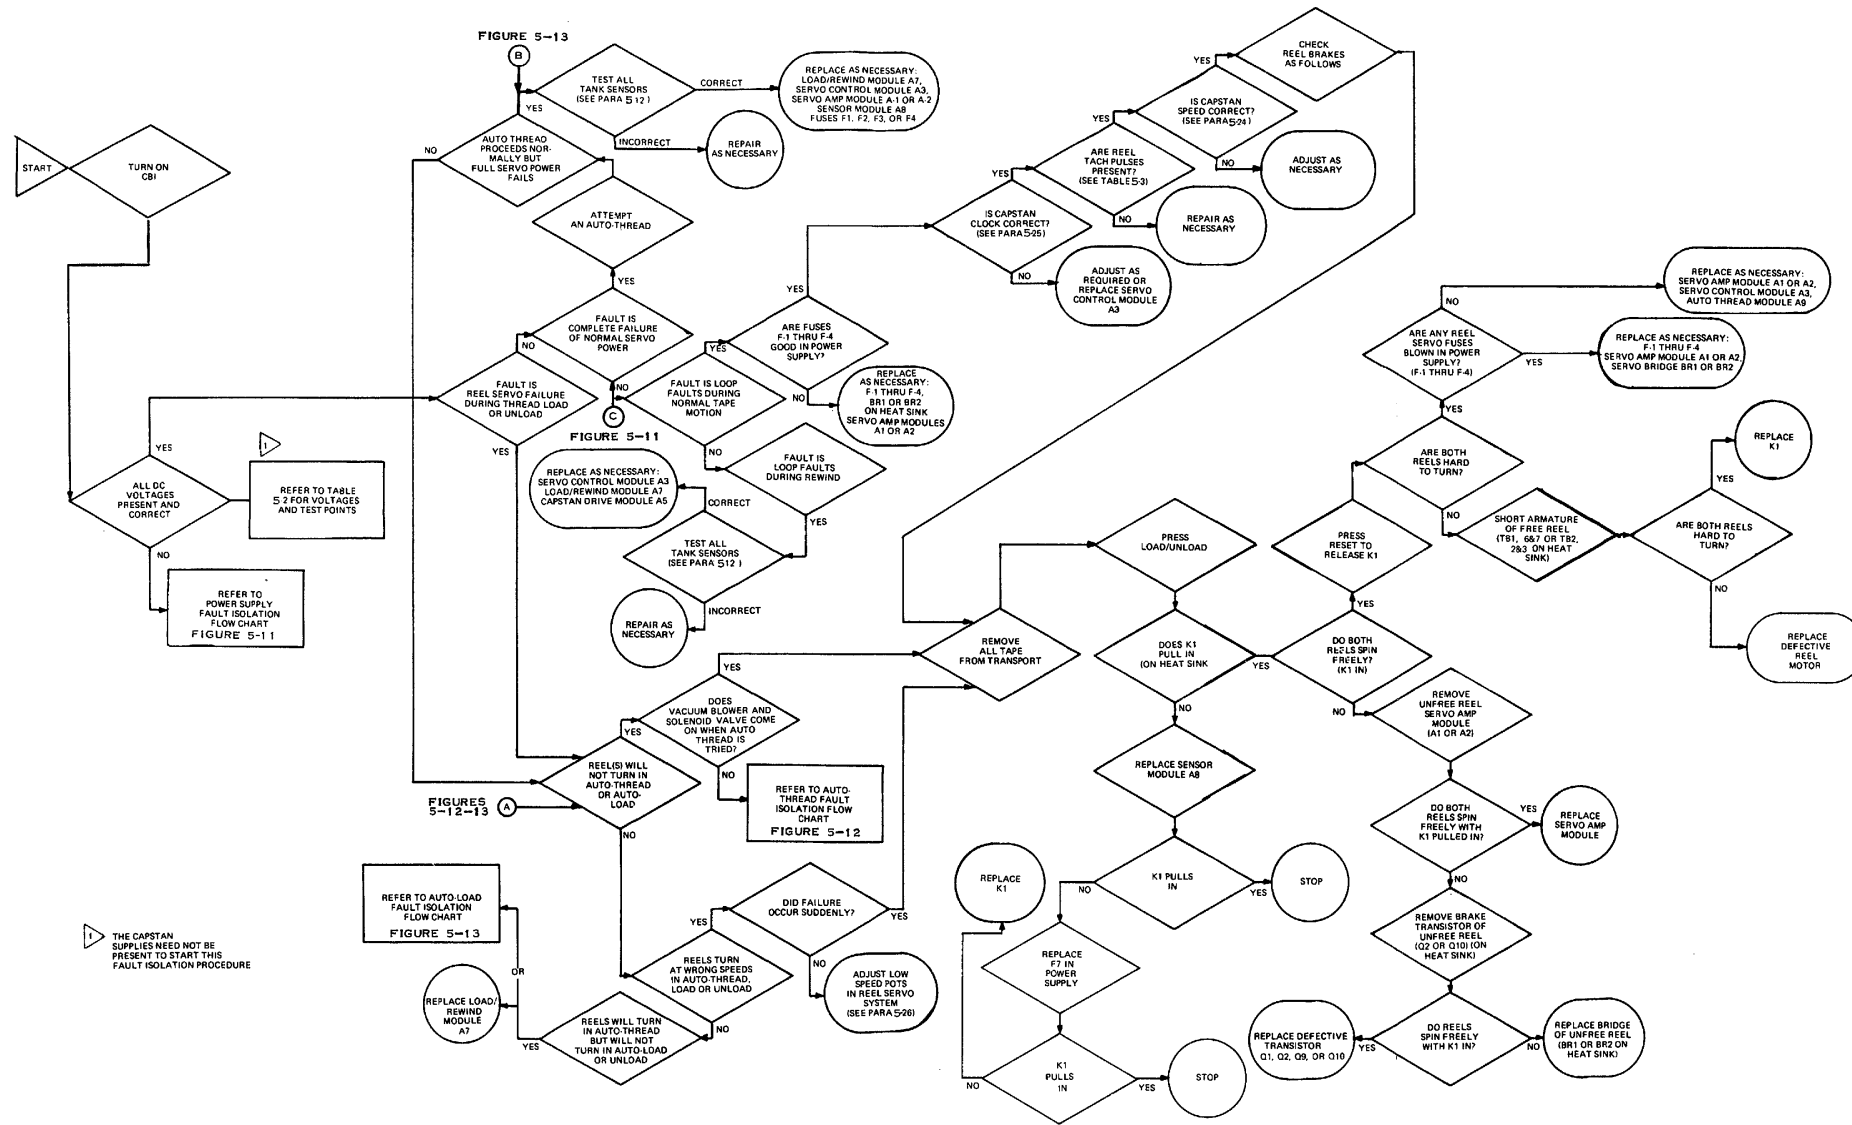 FIGURE 5-13
B
TEST ALL
TANK SENSORS
(SEE PARA 5 12)
CORRECT
INCORRECT
REPLACE AS NECESSARY:
LOAD/REWIND MODULE A7,
SERVO CONTROL MODULE A3,
SERVO AMP MODULE A-1 OR A-2
SENSOR MODULE A8
FUSES F1, F2, F3, OR F4
REPAIR
AS NECESSARY
START
TURN ON
CB1
YES
NO
AUTO THREAD
PROCEEDS NOR-
MALLY BUT
FULL SERVO POWER
FAILS
ATTEMPT
AN AUTO-THREAD
YES
FAULT IS
COMPLETE FAILURE
OF NORMAL SERVO
POWER
NO
NO
FAULT IS
REEL SERVO FAILURE
DURING THREAD LOAD
OR UNLOAD
YES
C
FIGURE 5-11
YES
FAULT IS LOOP
FAULTS DURING
NORMAL TAPE
MOTION
NO
YES
ARE FUSES
F-1 THRU F-4
GOOD IN POWER
SUPPLY?
NO
REPLACE
AS NECESSARY:
F-1 THRU F-4,
BR1 OR BR2
ON HEAT SINK
SERVO AMP MODULES
A1 OR A2
FAULT IS
LOOP FAULTS
DURING REWIND
YES
REPLACE AS NECESSARY:
SERVO CONTROL MODULE A3
LOAD/REWIND MODULE A7
CAPSTAN DRIVE MODULE A5
CORRECT
TEST ALL
TANK SENSORS
(SEE PARA 512 )
INCORRECT
REPAIR AS
NECESSARY
YES
ALL DC
VOLTAGES
PRESENT AND
CORRECT
NO
1
REFER TO TABLE
5-2 FOR VOLTAGES
AND TEST POINTS
REFER TO
POWER SUPPLY
FAULT ISOLATION
FLOW CHART
FIGURE 5-11
CHECK
REEL BRAKES
AS FOLLOWS
YES
IS CAPSTAN
SPEED CORRECT?
(SEE PARA 5-24)
NO
ADJUST AS
NECESSARY
YES
ARE REEL
TACH PULSES
PRESENT?
(SEE TABLE 5-3)
NO
REPAIR AS
NECESSARY
YES
IS CAPSTAN
CLOCK CORRECT?
(SEE PARA 5-25)
NO
ADJUST AS
REQUIRED OR
REPLACE SERVO
CONTROL MODULE
A3
REPLACE AS NECESSARY:
SERVO AMP MODULE A1 OR A2,
SERVO CONTROL MODULE A3,
AUTO THREAD MODULE A9
NO
ARE ANY REEL
SERVO FUSES
BLOWN IN POWER
SUPPLY?
(F-1 THRU F-4)
YES
REPLACE AS NECESSARY:
F-1 THRU F-4
SERVO AMP MODULE A1 OR A2,
SERVO BRIDGE BR1 OR BR2
YES
ARE BOTH
REELS HARD
TO TURN?
NO
SHORT ARMATURE
OF FREE REEL
(TB1, 6&7 OR TB2,
2&3 ON HEAT
SINK)
REPLACE
K1
YES
ARE BOTH REELS
HARD TO
TURN?
NO
REPLACE
DEFECTIVE
REEL
MOTOR
PRESS
RESET TO
RELEASE K1
YES
PRESS
LOAD/UNLOAD
DOES K1
PULL IN
(ON HEAT SINK
YES
NO
DO BOTH
REELS SPIN
FREELY?
(K1 IN)
NO
REMOVE
UNFREE REEL
SERVO AMP
MODULE
(A1 OR A2)
DO BOTH
REELS SPIN
FREELY WITH
K1 PULLED IN?
YES
REPLACE
SERVO AMP
MODULE
NO
REMOVE BRAKE
TRANSISTOR OF
UNFREE REEL
(Q2 OR Q10) (ON
HEAT SINK)
DO REELS
SPIN FREELY
WITH K1 IN?
YES
REPLACE DEFECTIVE
TRANSISTOR
Q1, Q2, Q9, OR Q10
NO
REPLACE BRIDGE
OF UNFREE REEL
(BR1 OR BR2 ON
HEAT SINK)
REPLACE SENSOR
MODULE A8
K1 PULLS
IN
YES
STOP
NO
REPLACE
K1
REPLACE
F7 IN
POWER
SUPPLY
K1
PULLS
IN
NO
YES
STOP
REMOVE
ALL TAPE
FROM TRANSPORT
YES
DOES
VACUUM BLOWER AND
SOLENOID VALVE COME
ON WHEN AUTO
THREAD IS
TRIED?
NO
REFER TO AUTO-
THREAD FAULT
ISOLATION FLOW
CHART
FIGURE 5-12
YES
REEL(S) WILL
NOT TURN IN
AUTO-THREAD
OR AUTO-
LOAD
NO
FIGURES
5-12-13
A
DID FAILURE
OCCUR SUDDENLY?
YES
NO
ADJUST LOW
SPEED POTS
IN REEL SERVO
SYSTEM
(SEE PARA 5-26)
YES
REELS TURN
AT WRONG SPEEDS
IN AUTO-THREAD,
LOAD OR UNLOAD
NO
REELS WILL TURN
IN AUTO-THREAD
BUT WILL NOT
TURN IN AUTO-LOAD
OR UNLOAD
YES
OR
REFER TO AUTO-LOAD
FAULT ISOLATION
FLOW CHART
FIGURE 5-13
REPLACE LOAD/
REWIND
MODULE
A7
1 THE CAPSTAN
SUPPLIES NEED NOT BE
PRESENT TO START THIS
FAULT ISOLATION PROCEDURE